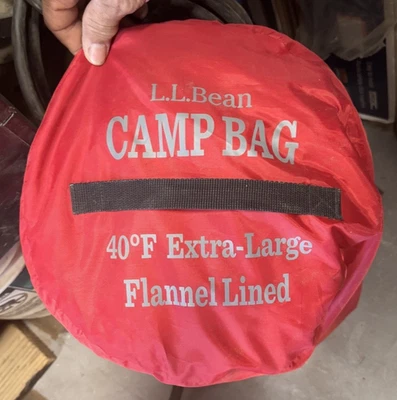 L.L.Bean
CAMP BAG
40°F Extra-Large
Flannel Lined